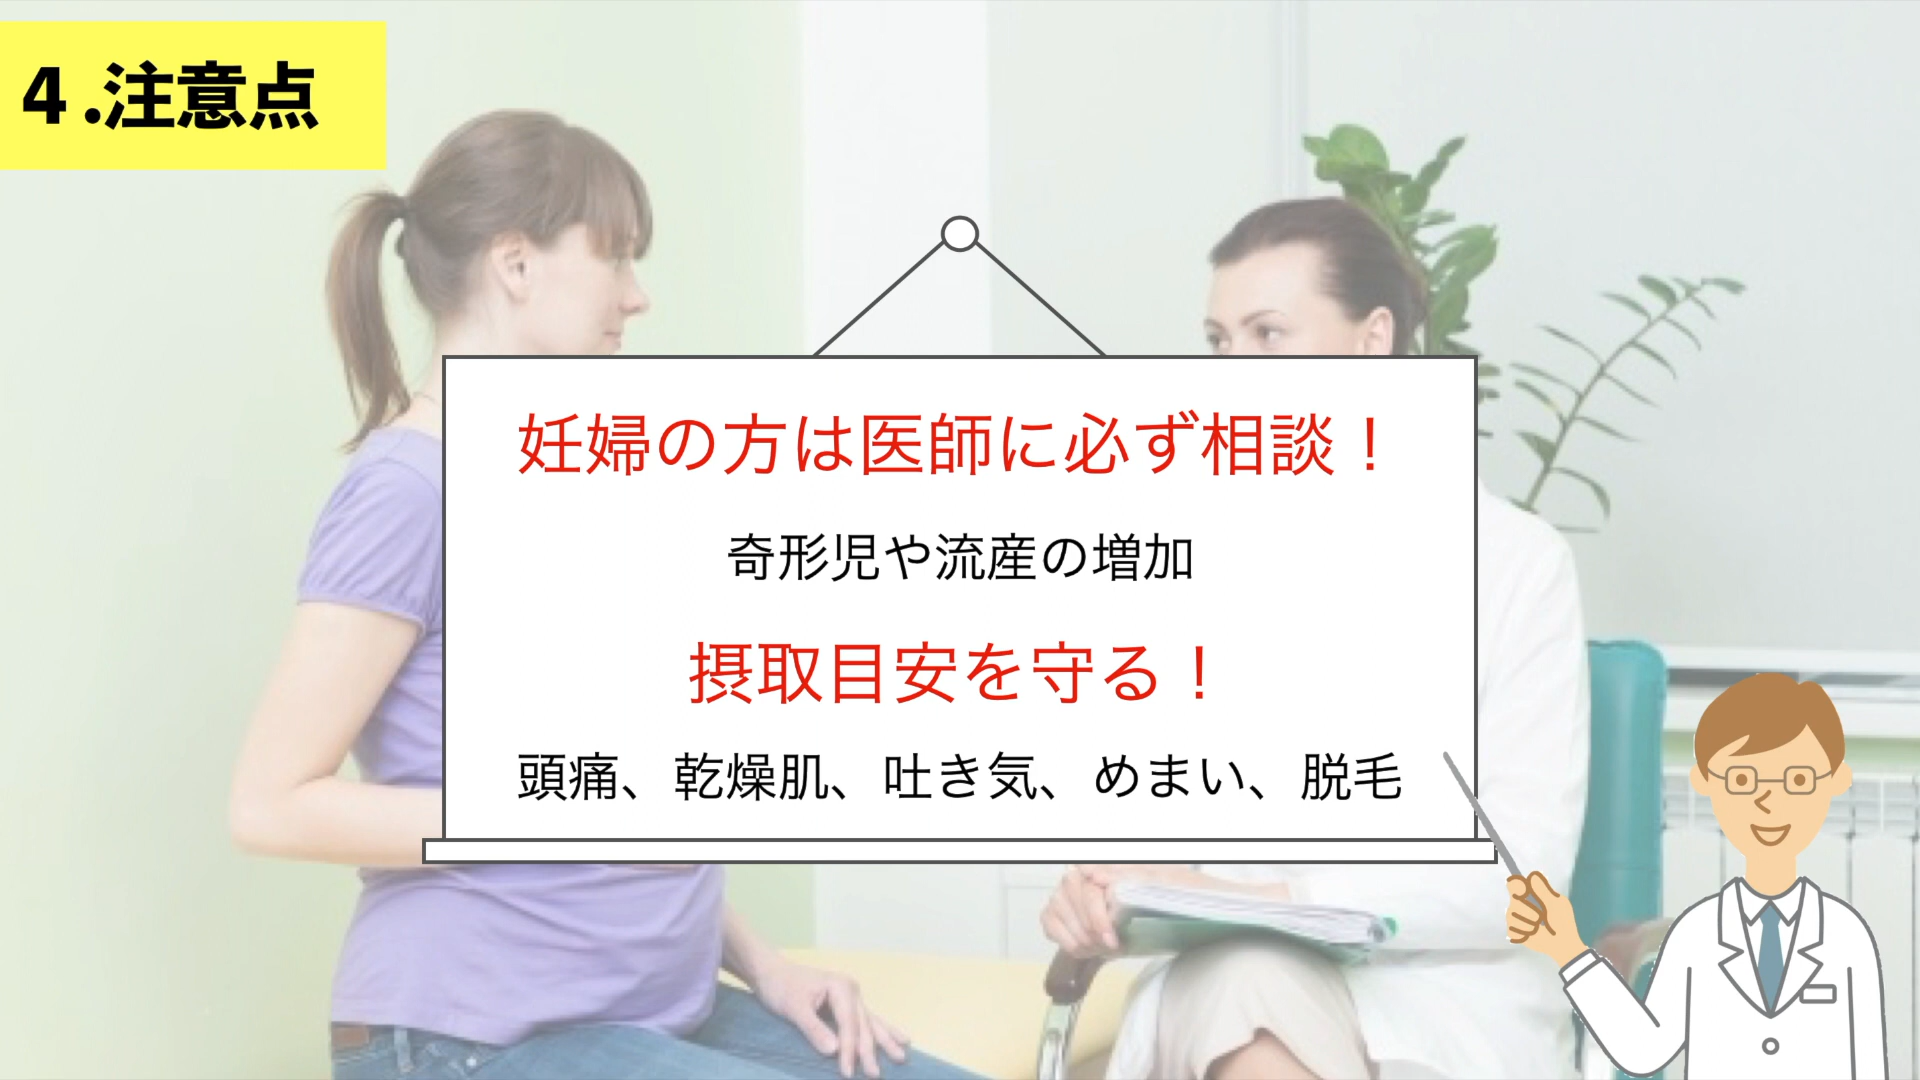 4.注意点
妊婦の方は医師に必ず相談！
奇形児や流産の増加
摂取目安を守る！
頭痛、乾燥肌、吐き気、めまい、脱毛